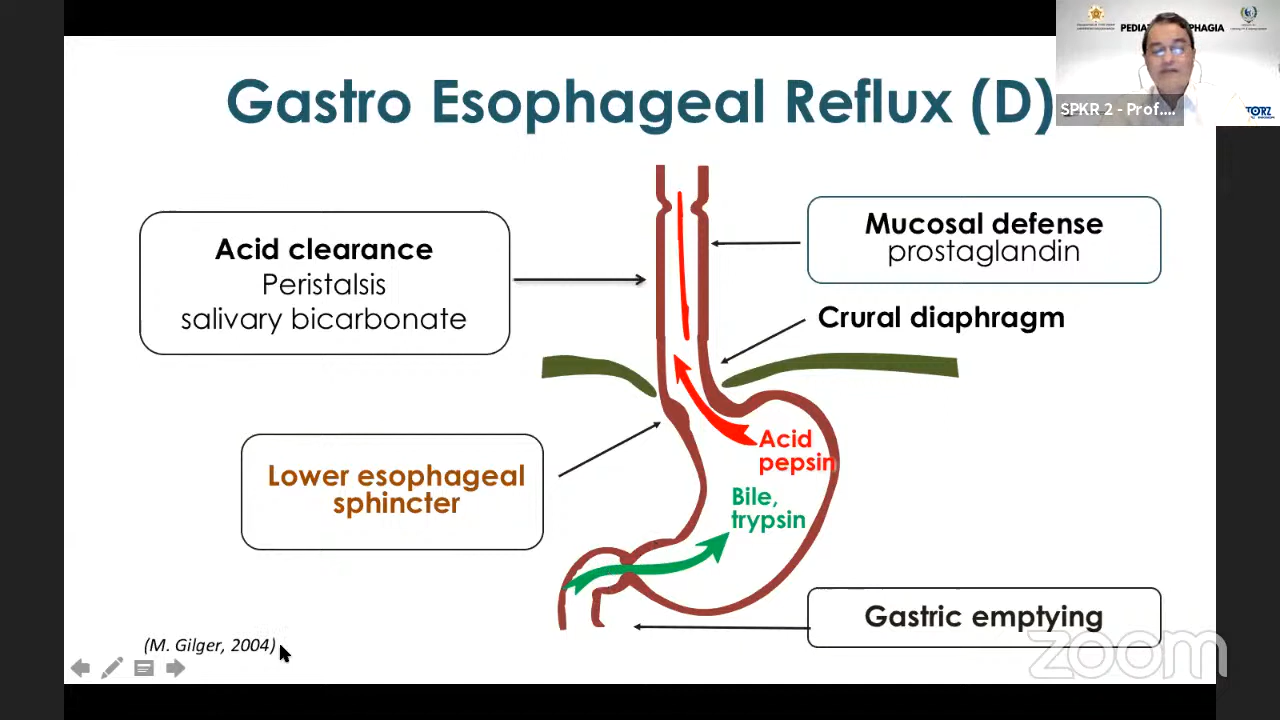 Gastro Esophageal Reflux (D)
SPKR 2 - Prof....
TORZ
Acid clearance
Peristalsis
salivary bicarbonate
Mucosal defense
prostaglandin
Crural diaphragm
Lower esophageal
sphincter
Acid
pepsin
Bile,
trypsin
Gastric emptying
(M. Gilger, 2004)
zoom